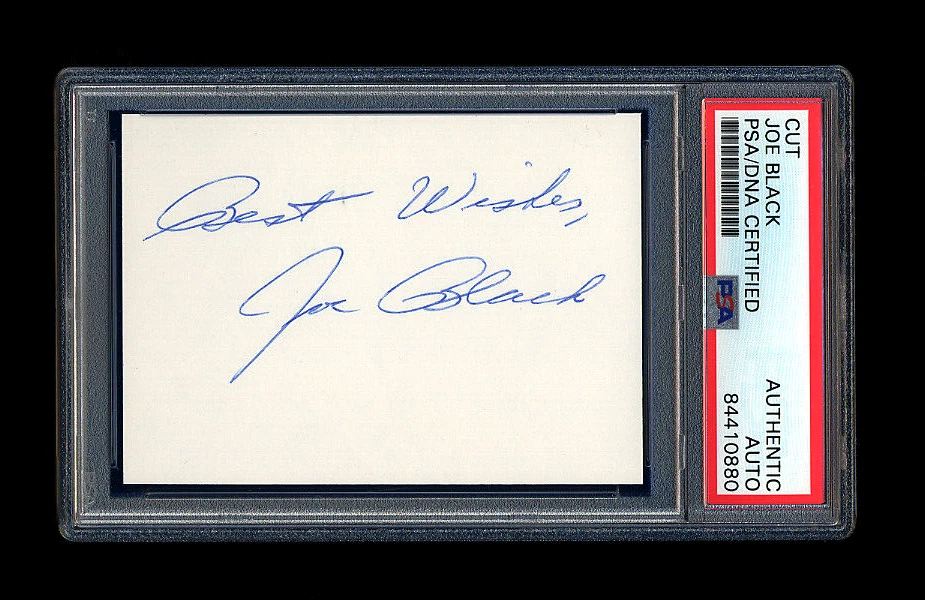 Best Wishes,
Joe Black
CUT
JOE BLACK
PSA/DNA CERTIFIED
PSA
AUTHENTIC
AUTO
84410880